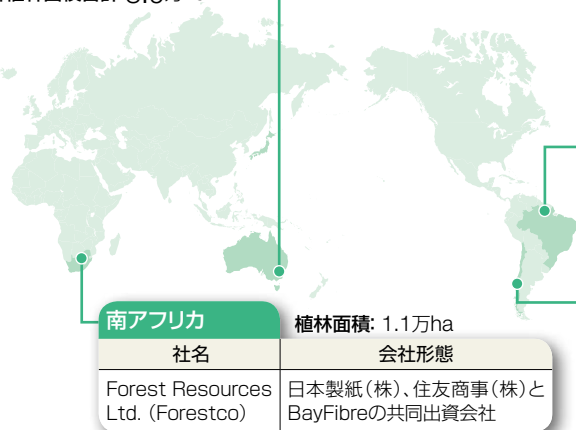 南アフリカ
植林面積: 1.1万ha
社名
会社形態
Forest Resources
Ltd. (Forestco)
日本製紙(株)、住友商事(株)と
BayFibreの共同出資会社